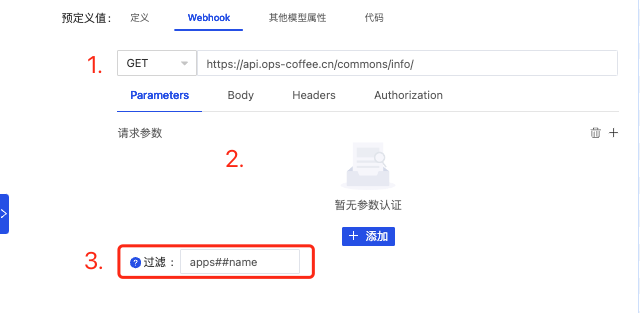 预定义值： 定义 Webhook 其他模型属性 代码
1. GET https://api.ops-coffee.cn/commons/info/
Parameters Body Headers Authorization
请求参数
2.
暂无参数认证
+ 添加
3. ? 过滤： apps##name